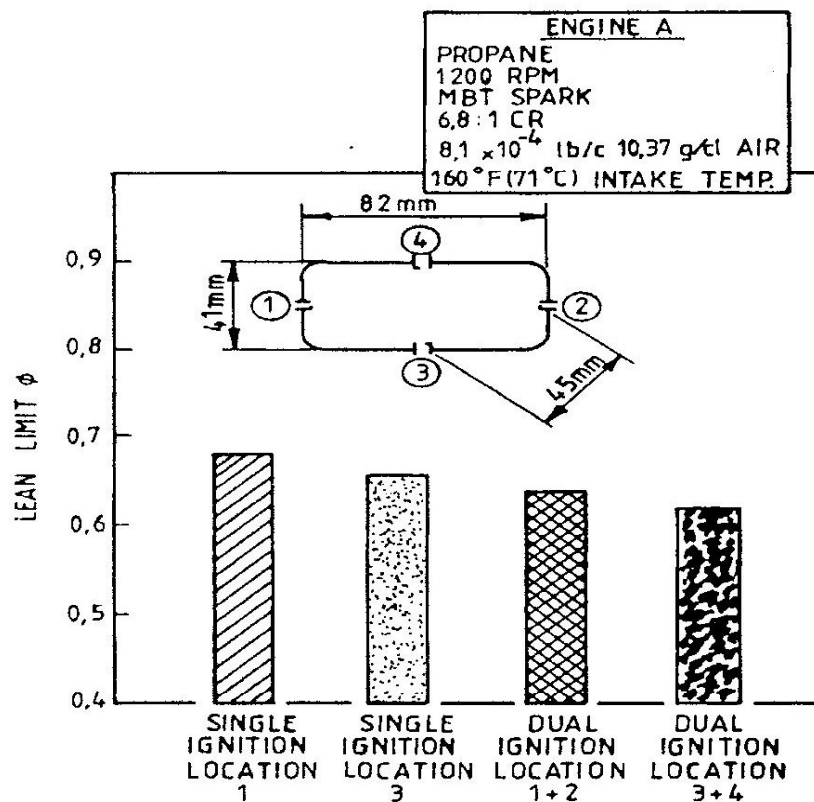 ENGINE A
PROPANE
1200 RPM
MBT SPARK
6,8:1 CR
8,1 x10-4 lb/c 10,37 g/cl AIR
160°F(71°C) INTAKE TEMP.
82mm
4
41mm
1
2
3
45mm
LEAN LIMIT ϕ
0,9
0,8
0,7
0,6
0,5
0,4
SINGLE IGNITION LOCATION 1
SINGLE IGNITION LOCATION 3
DUAL IGNITION LOCATION 1+2
DUAL IGNITION LOCATION 3+4